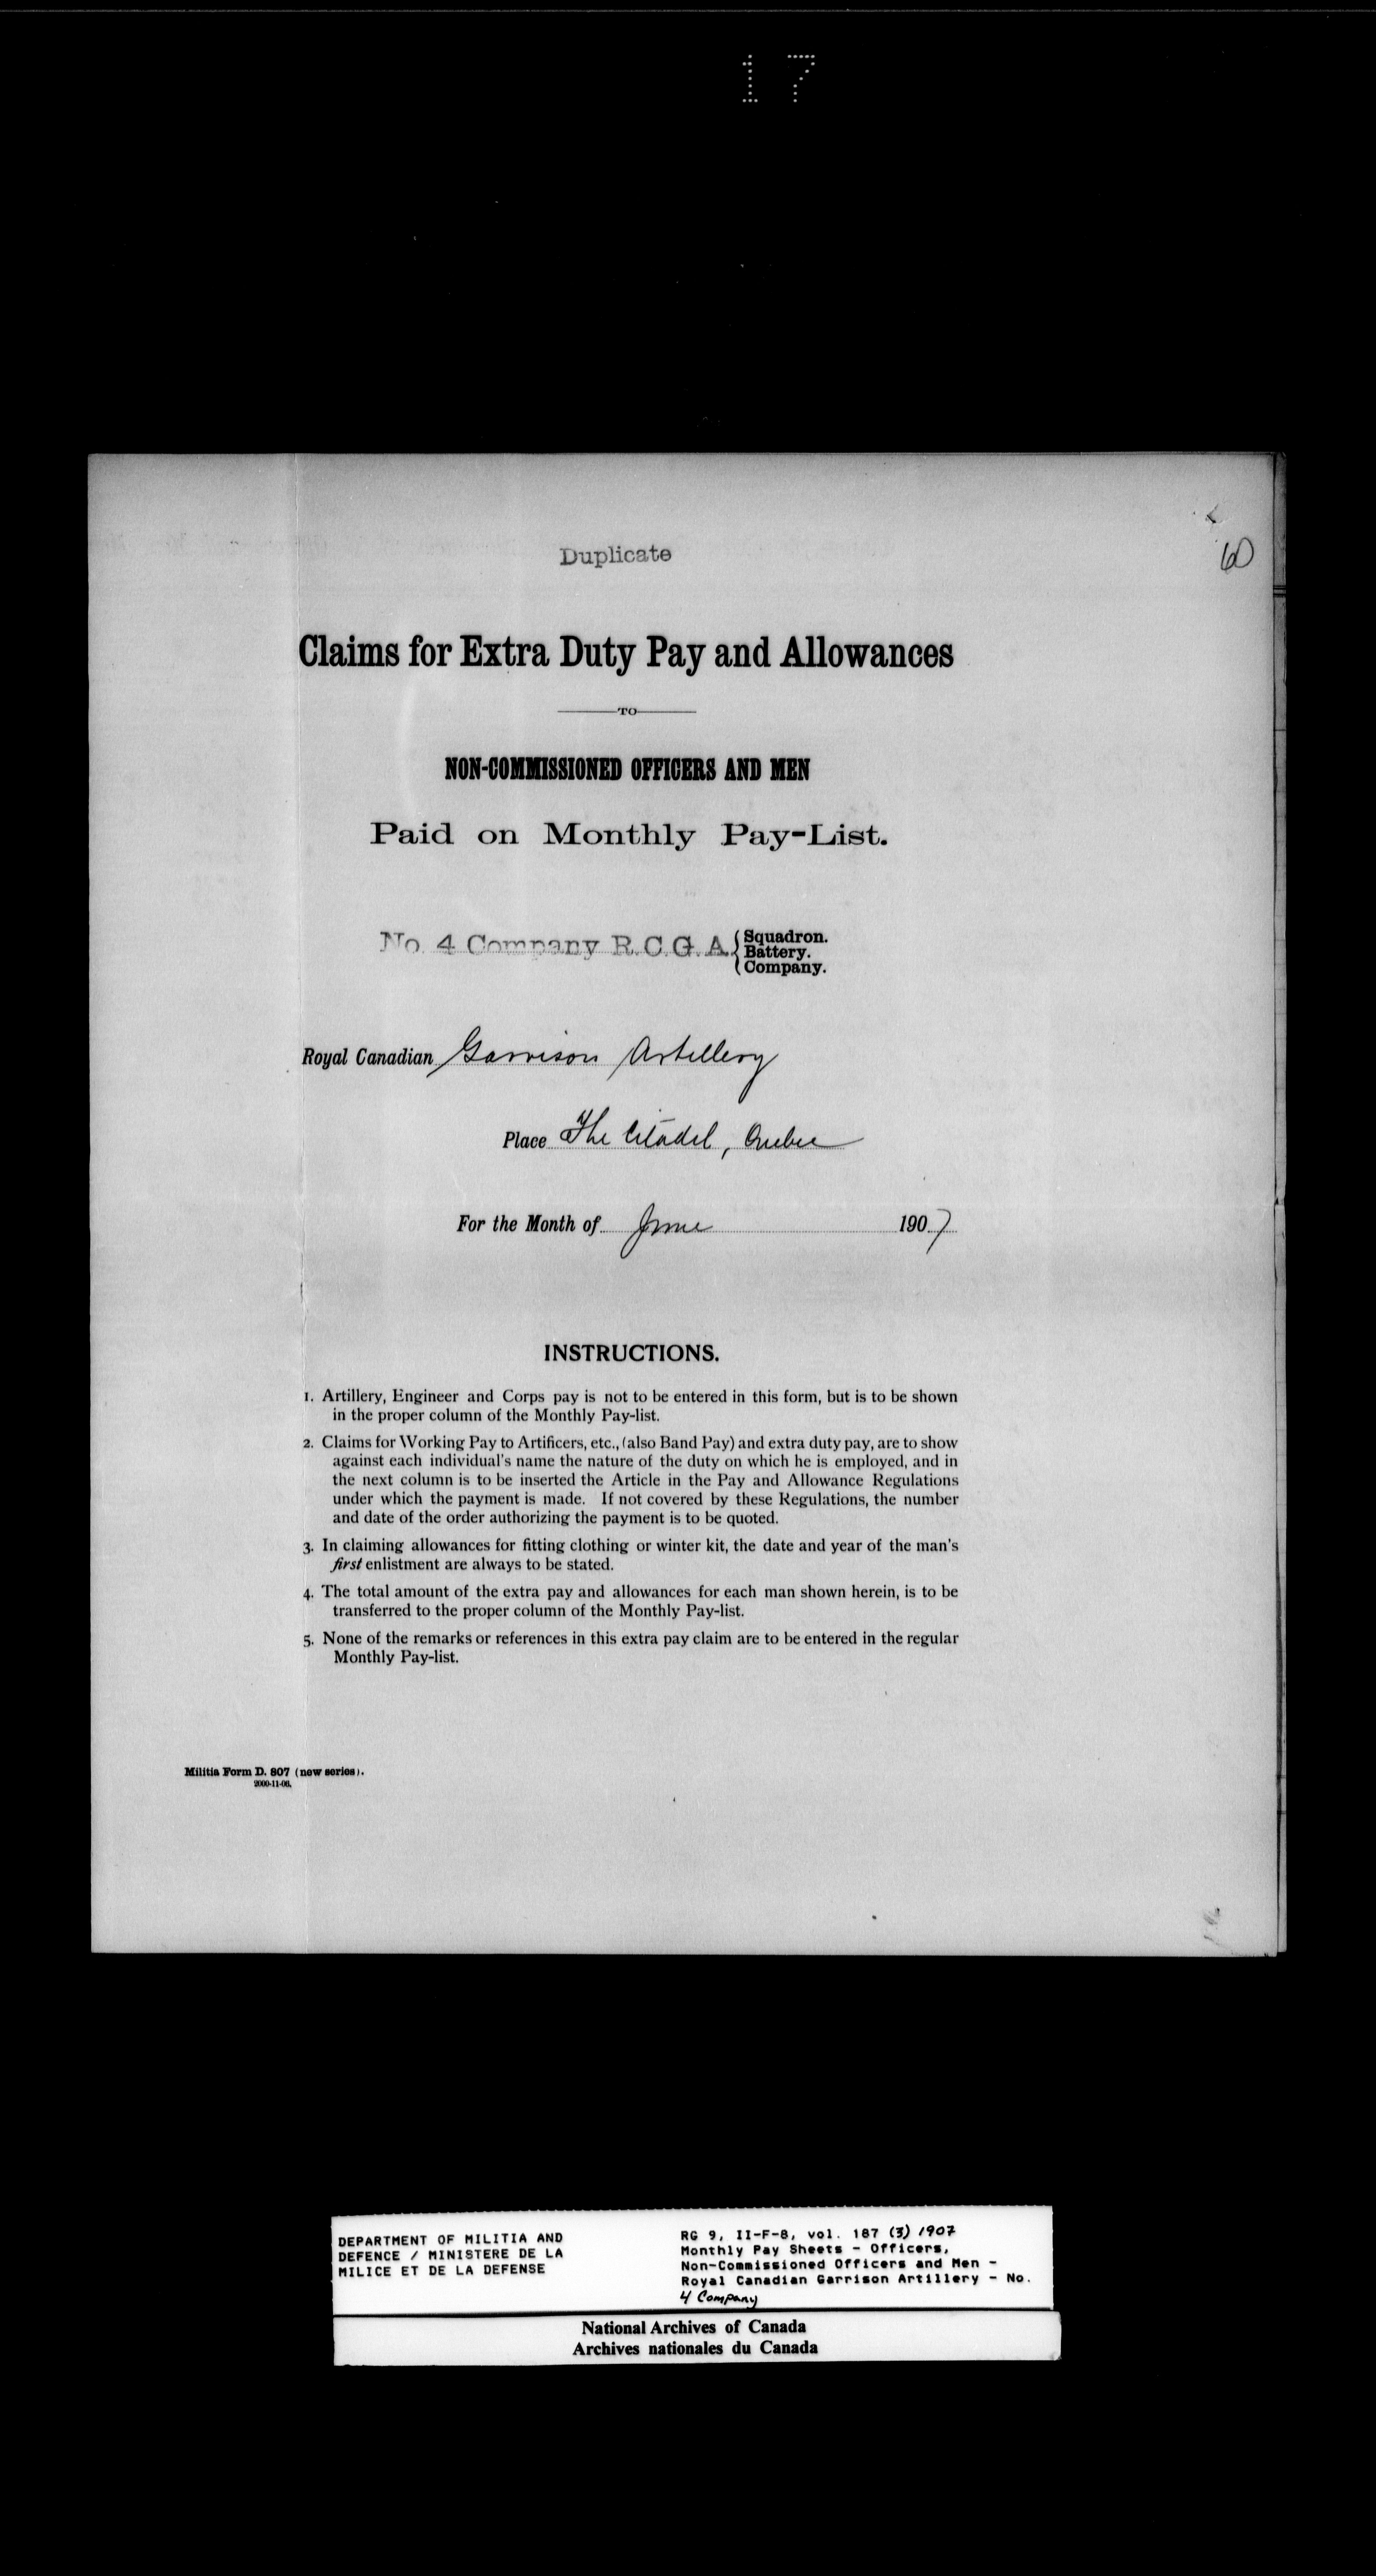 17
60
Duplicate
Claims for Extra Duty Pay and Allowances
TO
NON-COMMISSIONED OFFICERS AND MEN
Paid on Monthly Pay-List.
No. 4 Company R.C.G.A. { Squadron.
Battery.
Company.
Royal Canadian Garrison Artillery
Place The Citadel, Quebec
For the Month of June 1907
INSTRUCTIONS.
1. Artillery, Engineer and Corps pay is not to be entered in this form, but is to be shown
in the proper column of the Monthly Pay-list.
2. Claims for Working Pay to Artificers, etc., (also Band Pay) and extra duty pay, are to show
against each individual's name the nature of the duty on which he is employed, and in
the next column is to be inserted the Article in the Pay and Allowance Regulations
under which the payment is made. If not covered by these Regulations, the number
and date of the order authorizing the payment is to be quoted.
3. In claiming allowances for fitting clothing or winter kit, the date and year of the man's
first enlistment are always to be stated.
4. The total amount of the extra pay and allowances for each man shown herein, is to be
transferred to the proper column of the Monthly Pay-list.
5. None of the remarks or references in this extra pay claim are to be entered in the regular
Monthly Pay-list.
Militia Form D. 807 (new series).
2000-11-06.
DEPARTMENT OF MILITIA AND
DEFENCE / MINISTERE DE LA
MILICE ET DE LA DEFENSE
RG 9, II-F-8, vol. 187 (3) 1907
Monthly Pay Sheets - Officers,
Non-Commissioned Officers and Men -
Royal Canadian Garrison Artillery - No.
4 Company
National Archives of Canada
Archives nationales du Canada